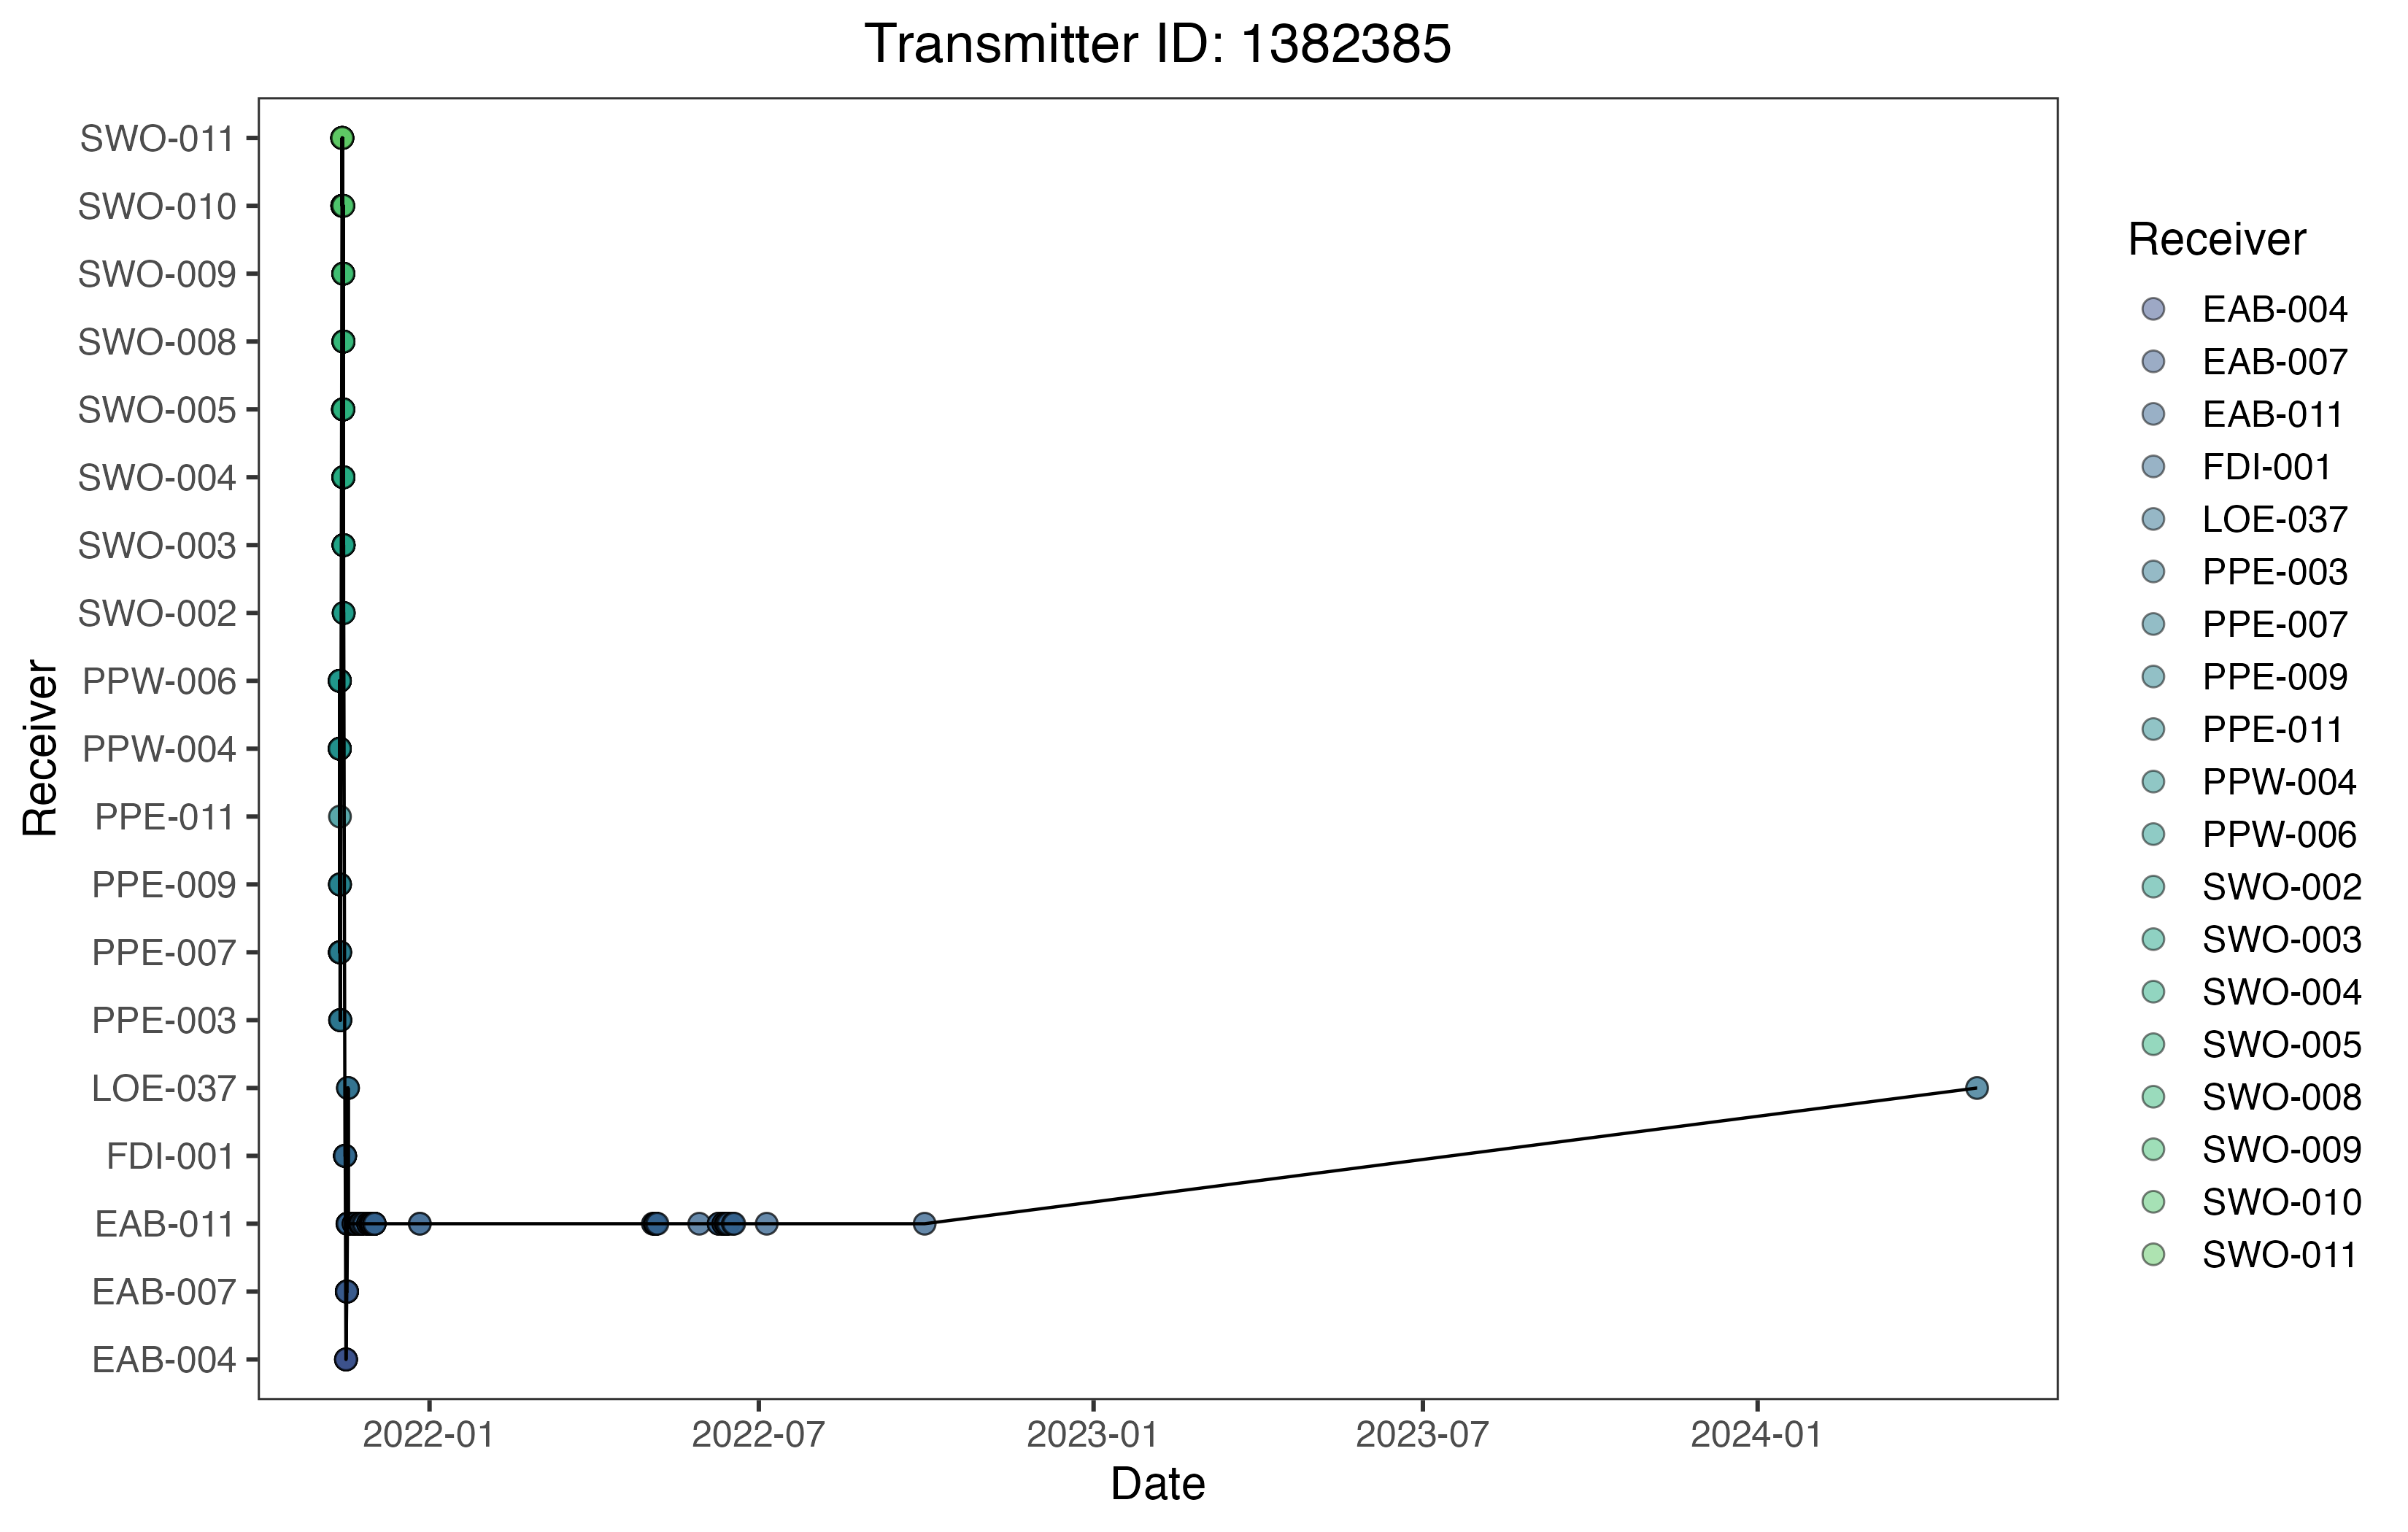 Transmitter ID: 1382385
SWO-011
SWO-010
SWO-009
SWO-008
SWO-005
SWO-004
SWO-003
SWO-002
PPW-006
PPW-004
PPE-011
PPE-009
PPE-007
PPE-003
LOE-037
FDI-001
EAB-011
EAB-007
EAB-004
Receiver
2022-01
2022-07
2023-01
2023-07
2024-01
Date
Receiver
EAB-004
EAB-007
EAB-011
FDI-001
LOE-037
PPE-003
PPE-007
PPE-009
PPE-011
PPW-004
PPW-006
SWO-002
SWO-003
SWO-004
SWO-005
SWO-008
SWO-009
SWO-010
SWO-011